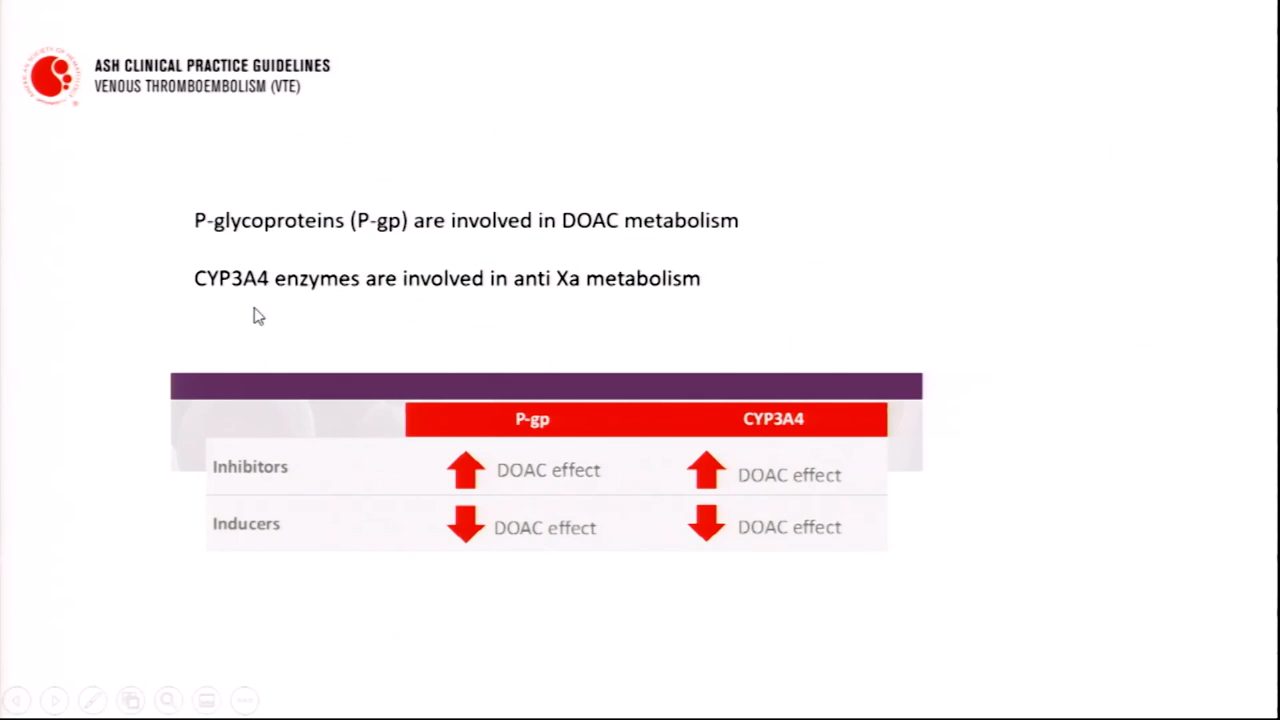 ASH CLINICAL PRACTICE GUIDELINES
VENOUS THROMBOEMBOLISM (VTE)
P-glycoproteins (P-gp) are involved in DOAC metabolism
CYP3A4 enzymes are involved in anti Xa metabolism
P-gp CYP3A4
Inhibitors DOAC effect DOAC effect
Inducers DOAC effect DOAC effect